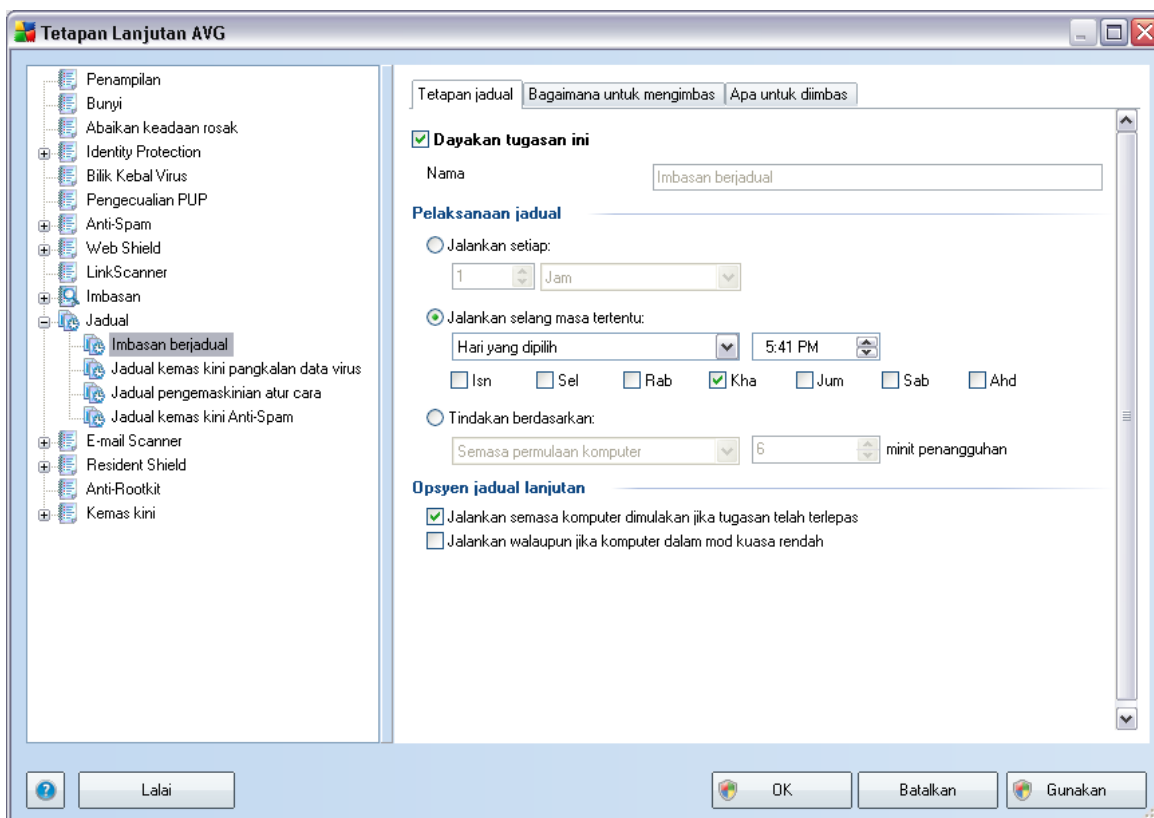 Tetapan Lanjutan AVG
Penampilan
Bunyi
Abaikan keadaan rosak
Identity Protection
Bilik Kebal Virus
Pengecualian PUP
Anti-Spam
Web Shield
LinkScanner
Imbasan
Jadual
Imbasan berjadual
Jadual kemas kini pangkalan data virus
Jadual pengemaskinian atur cara
Jadual kemas kini Anti-Spam
E-mail Scanner
Resident Shield
Anti-Rootkit
Kemas kini
Tetapan jadual Bagaimana untuk mengimbas Apa untuk diimbas
Dayakan tugasan ini
Nama Imbasan berjadual
Pelaksanaan jadual
Jalankan setiap:
1 Jam
Jalankan selang masa tertentu:
Hari yang dipilih 5:41 PM
Isn Sel Rab Kha Jum Sab Ahd
Tindakan berdasarkan:
Semasa permulaan komputer 6 minit penangguhan
Opsyen jadual lanjutan
Jalankan semasa komputer dimulakan jika tugasan telah terlepas
Jalankan walaupun jika komputer dalam mod kuasa rendah
? Lalai OK Batalkan Gunakan